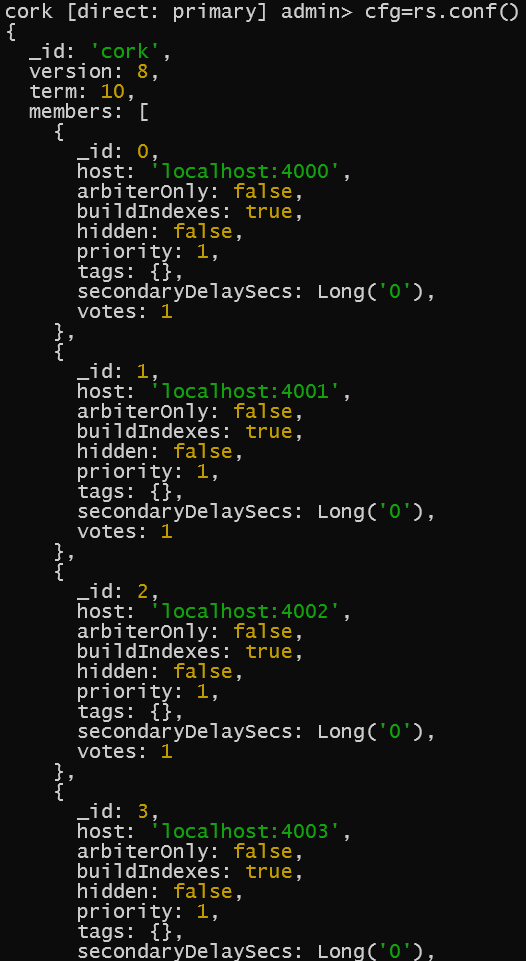 cork [direct: primary] admin> cfg=rs.conf()
{
  _id: 'cork',
  version: 8,
  term: 10,
  members: [
    {
      _id: 0,
      host: 'localhost:4000',
      arbiterOnly: false,
      buildIndexes: true,
      hidden: false,
      priority: 1,
      tags: {},
      secondaryDelaySecs: Long('0'),
      votes: 1
    },
    {
      _id: 1,
      host: 'localhost:4001',
      arbiterOnly: false,
      buildIndexes: true,
      hidden: false,
      priority: 1,
      tags: {},
      secondaryDelaySecs: Long('0'),
      votes: 1
    },
    {
      _id: 2,
      host: 'localhost:4002',
      arbiterOnly: false,
      buildIndexes: true,
      hidden: false,
      priority: 1,
      tags: {},
      secondaryDelaySecs: Long('0'),
      votes: 1
    },
    {
      _id: 3,
      host: 'localhost:4003',
      arbiterOnly: false,
      buildIndexes: true,
      hidden: false,
      priority: 1,
      tags: {},
      secondaryDelaySecs: Long('0'),